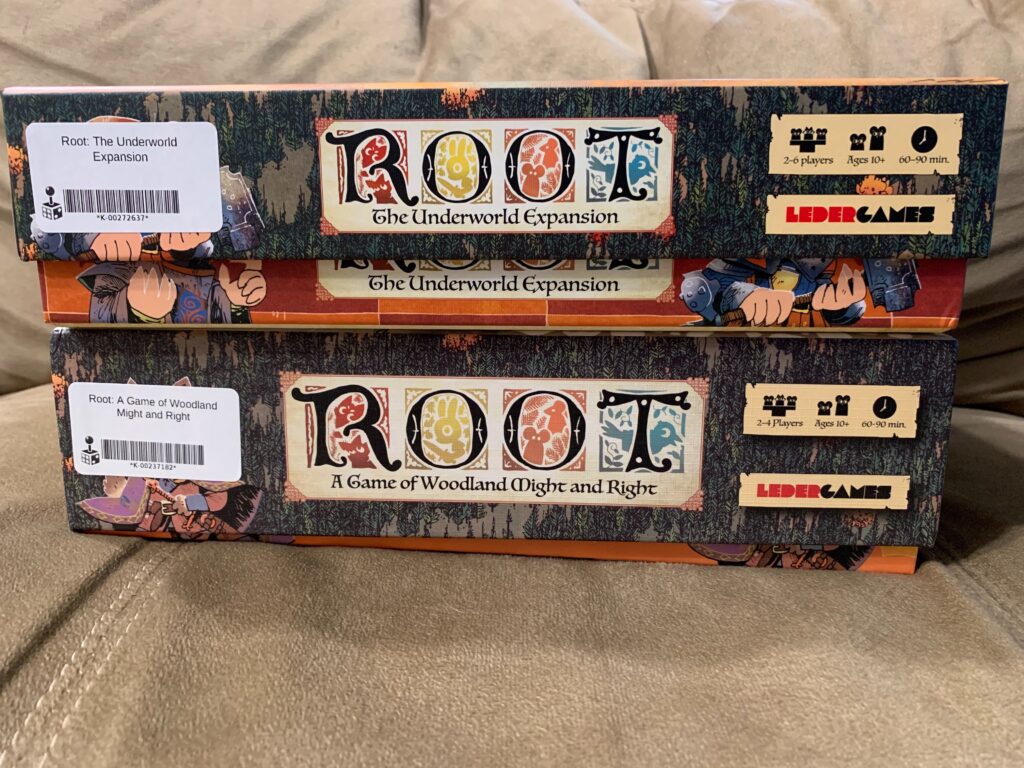 Root: The Underworld
Expansion
*K-00272637*
ROOT
The Underworld Expansion
2-6 players
Ages 10+
60-90 min.
LEDERGAMES
The Underworld Expansion
Root: A Game of Woodland
Might and Right
*K-00237182*
ROOT
A Game of Woodland Might and Right
2-4 Players
Ages 10+
60-90 min.
LEDERGAMES